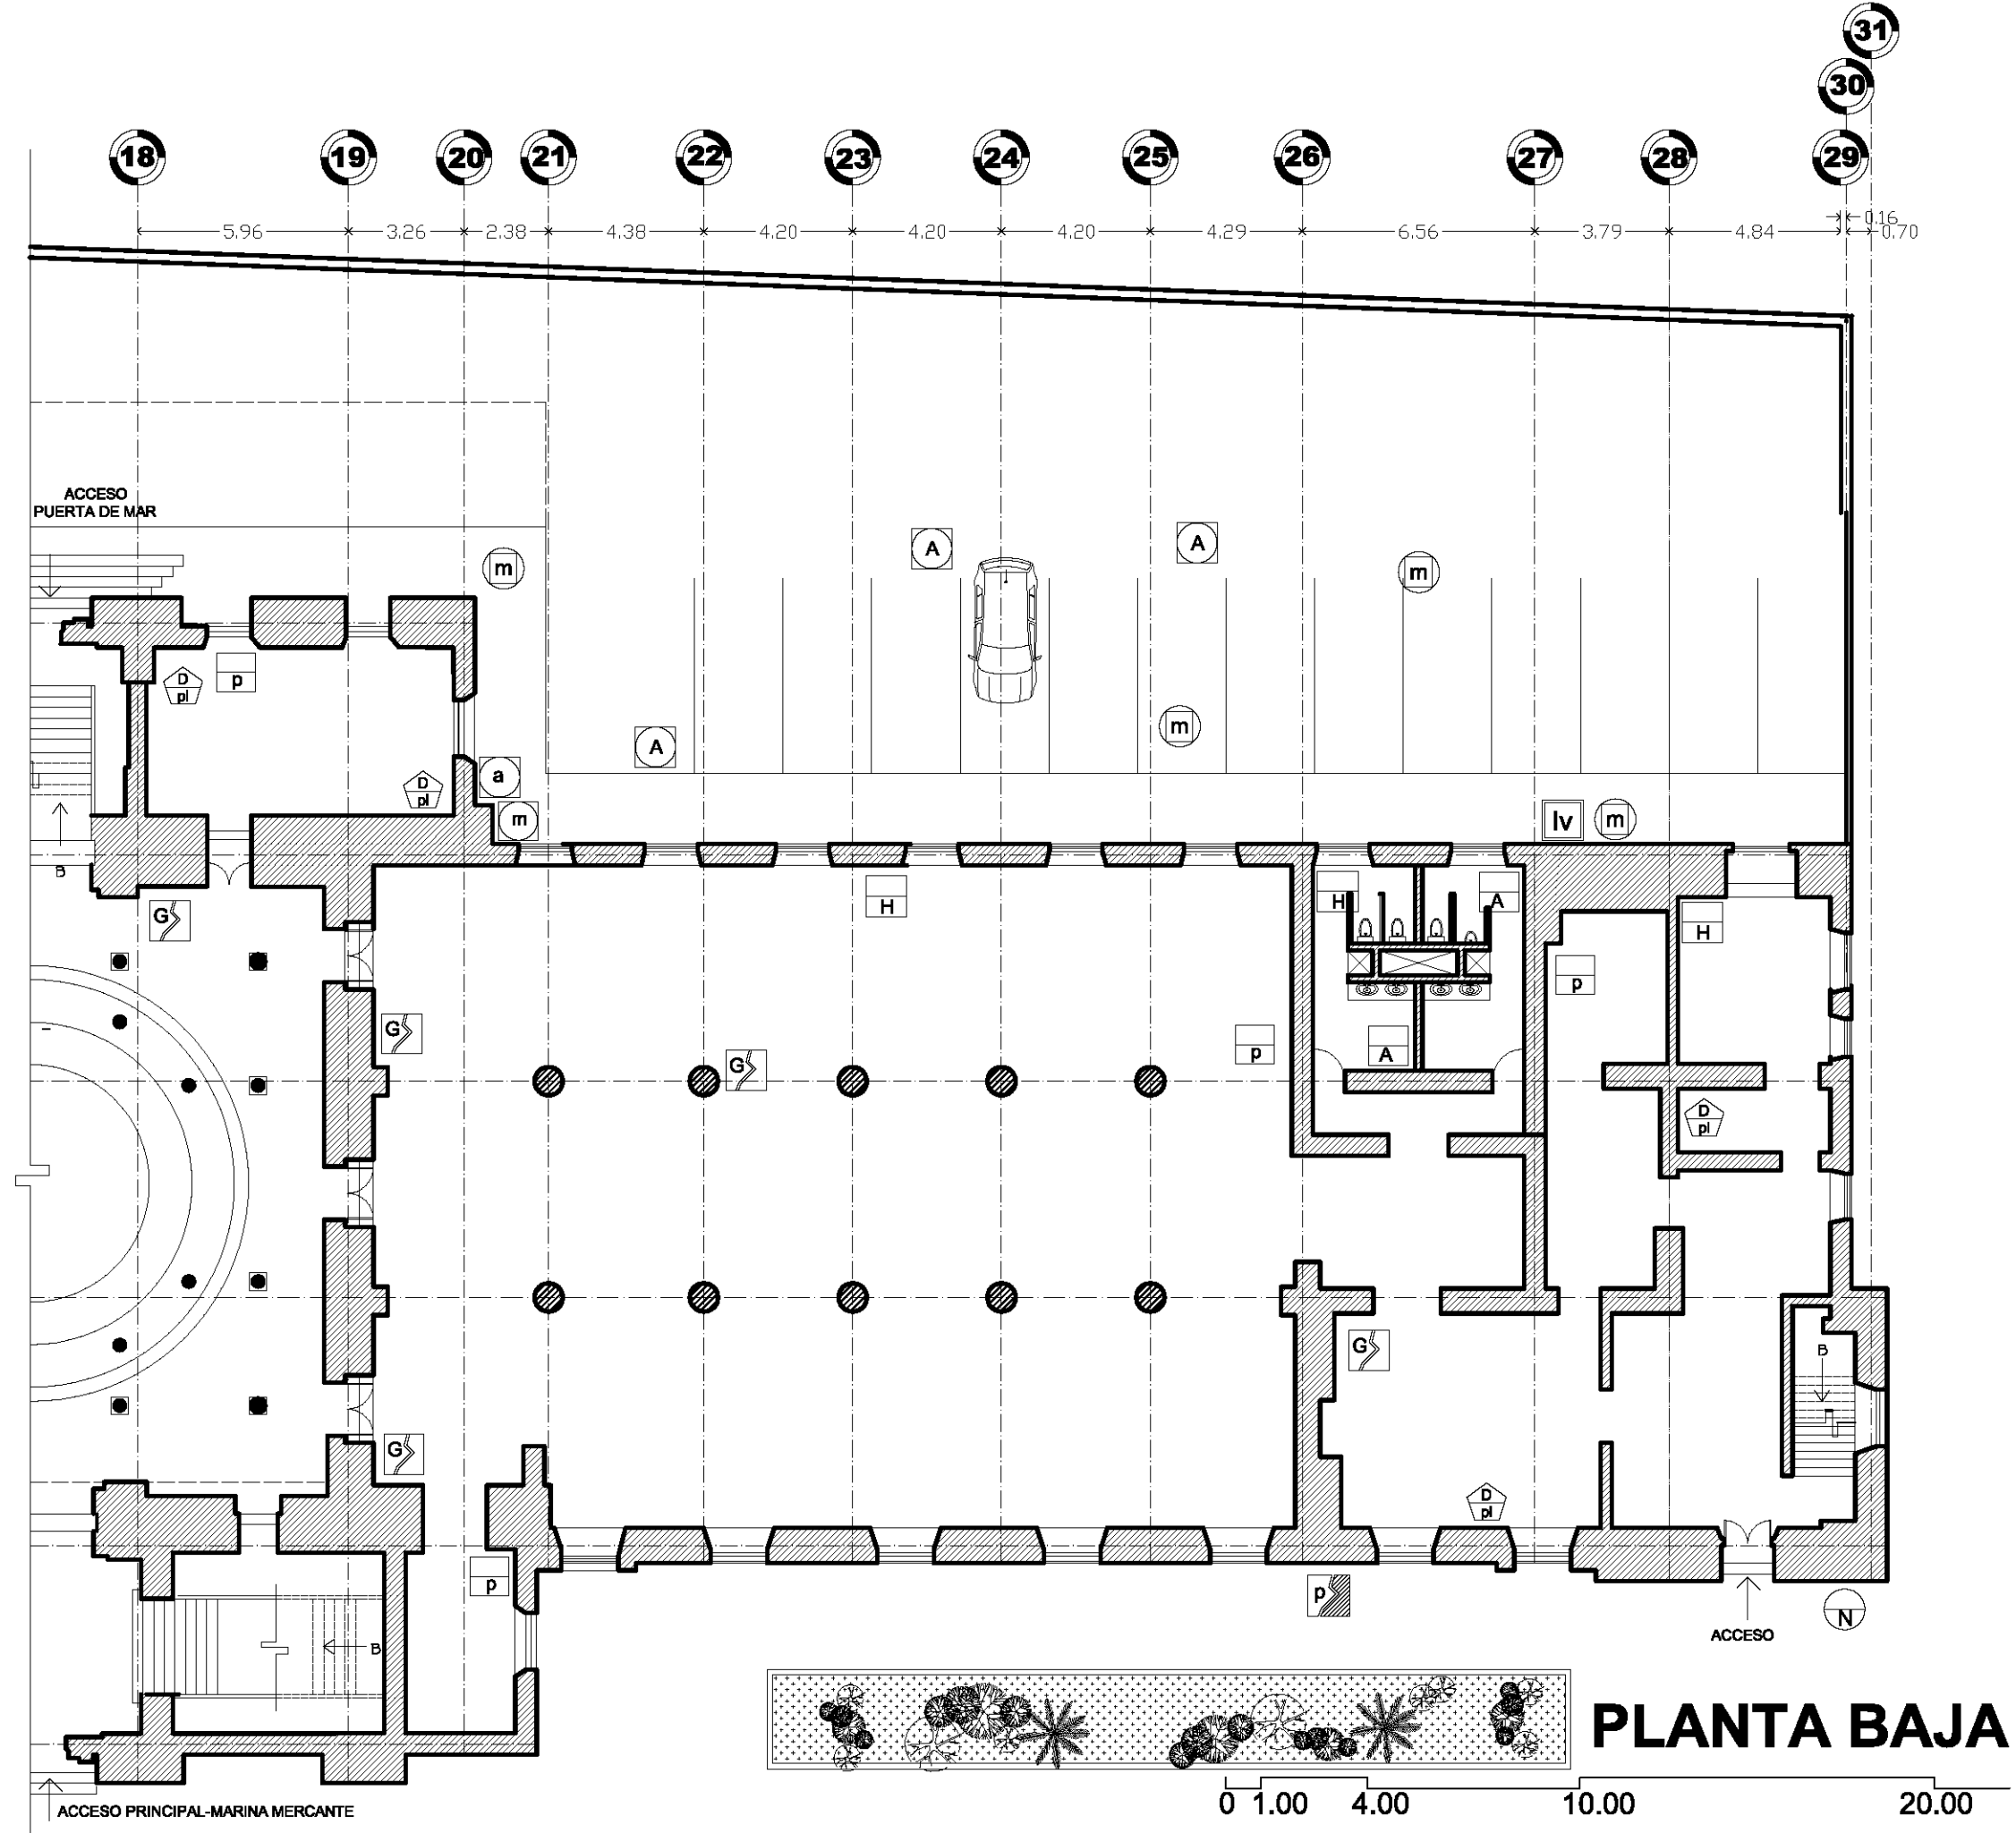 31
30
18 19 20 21 22 23 24 25 26 27 28 29
0.16
5.96 3.26 2.38 4.38 4.20 4.20 4.20 4.29 6.56 3.79 4.84 0.70
ACCESO
PUERTA DE MAR
A
A
m
m
D
pl
p
m
A
a
D
pl
m
lv
m
B
H
H
A
G
H
p
G
p
A
G
D
pl
G
B
G
D
pl
p
p
N
ACCESO
B
PLANTA BAJA
0 1.00 4.00 10.00 20.00
ACCESO PRINCIPAL-MARINA MERCANTE